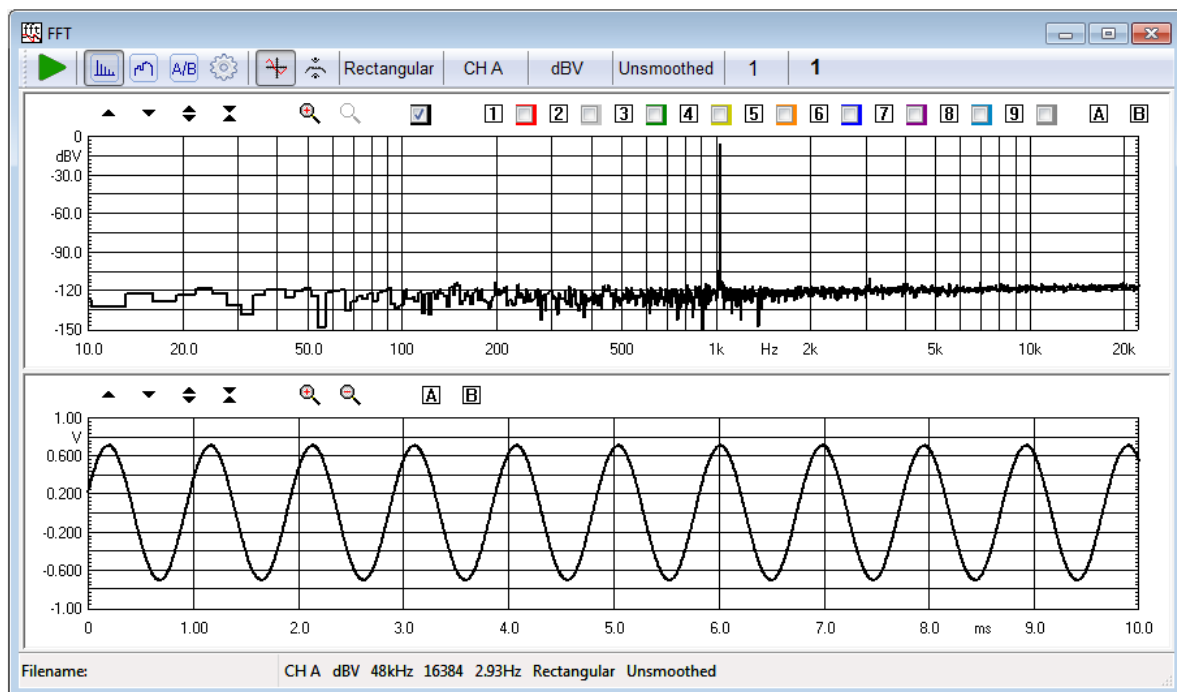 FFT
A/B Rectangular CH A dBV Unsmoothed 1 1
1 2 3 4 5 6 7 8 9 A B
0
dBV
-30.0
-60.0
-90.0
-120
-150
10.0 20.0 50.0 100 200 500 1k Hz 2k 5k 10k 20k
A B
1.00
V
0.600
0.200
-0.200
-0.600
-1.00
0 1.00 2.0 3.0 4.0 5.0 6.0 7.0 8.0 ms 9.0 10.0
Filename: CH A dBV 48kHz 16384 2.93Hz Rectangular Unsmoothed